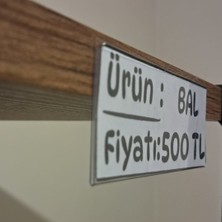 Ürün : BAL
Fiyatı:500 TL